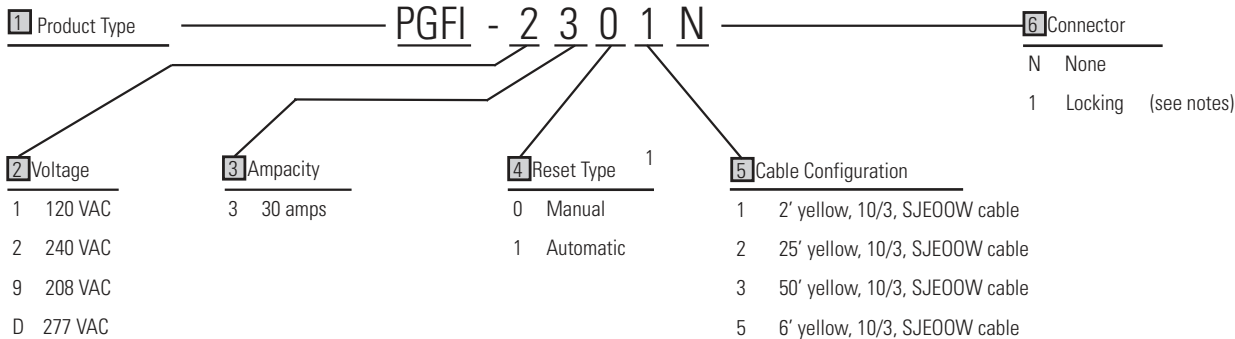 1 Product Type
PGFI - 2 3 0 1 N
6 Connector
N None
1 Locking (see notes)
2 Voltage
1 120 VAC
2 240 VAC
9 208 VAC
D 277 VAC
3 Ampacity
3 30 amps
4 Reset Type 1
0 Manual
1 Automatic
5 Cable Configuration
1 2’ yellow, 10/3, SJEOOW cable
2 25’ yellow, 10/3, SJEOOW cable
3 50’ yellow, 10/3, SJEOOW cable
5 6’ yellow, 10/3, SJEOOW cable